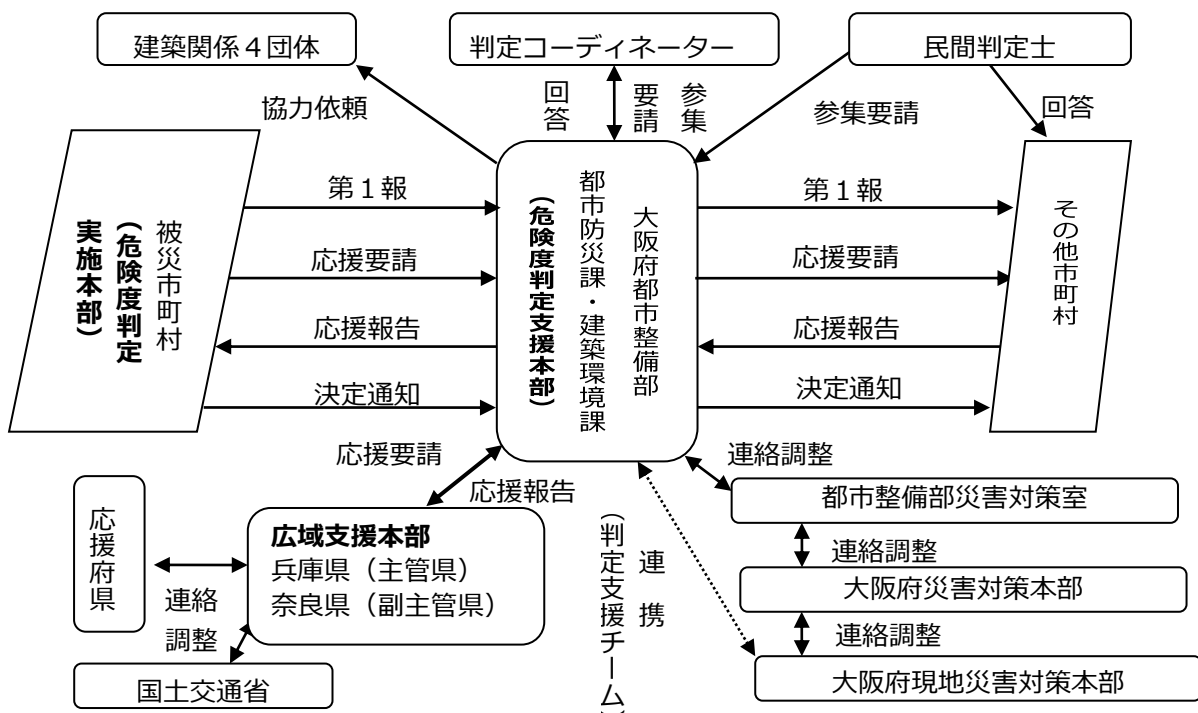 建築関係４団体
判定コーディネーター
民間判定士
協力依頼
回答
要請
参集
参集要請
回答
被災市町村
(危険度判定
実施本部)
第１報
応援要請
応援報告
決定通知
大阪府都市整備部
都市防災課・建築環境課
(危険度判定支援本部)
第１報
応援要請
応援報告
決定通知
その他市町村
応援要請
応援報告
連絡調整
応援府県
連絡
調整
広域支援本部
兵庫県（主管県）
奈良県（副主管県）
国土交通省
連携
(判定支援チーム)
都市整備部災害対策室
連絡調整
大阪府災害対策本部
連絡調整
大阪府現地災害対策本部